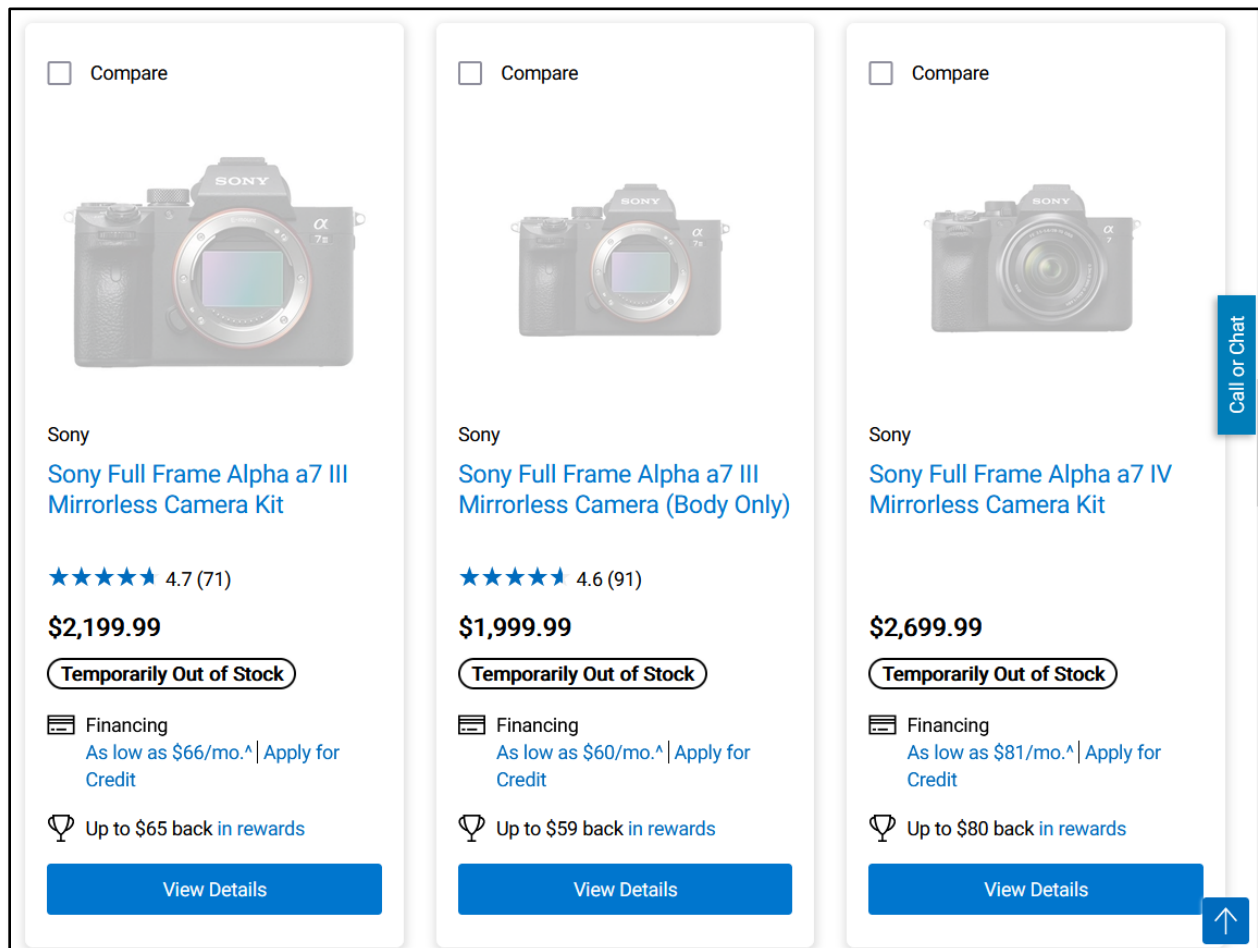 Compare
SONY
α
7III
Sony
Sony Full Frame Alpha a7 III
Mirrorless Camera Kit
4.7 (71)
$2,199.99
Temporarily Out of Stock
Financing
As low as $66/mo.^ | Apply for
Credit
Up to $65 back in rewards
View Details
Compare
SONY
α
7III
Sony
Sony Full Frame Alpha a7 III
Mirrorless Camera (Body Only)
4.6 (91)
$1,999.99
Temporarily Out of Stock
Financing
As low as $60/mo.^ | Apply for
Credit
Up to $59 back in rewards
View Details
Compare
SONY
α
7
Sony
Sony Full Frame Alpha a7 IV
Mirrorless Camera Kit
$2,699.99
Temporarily Out of Stock
Financing
As low as $81/mo.^ | Apply for
Credit
Up to $80 back in rewards
View Details
Call or Chat